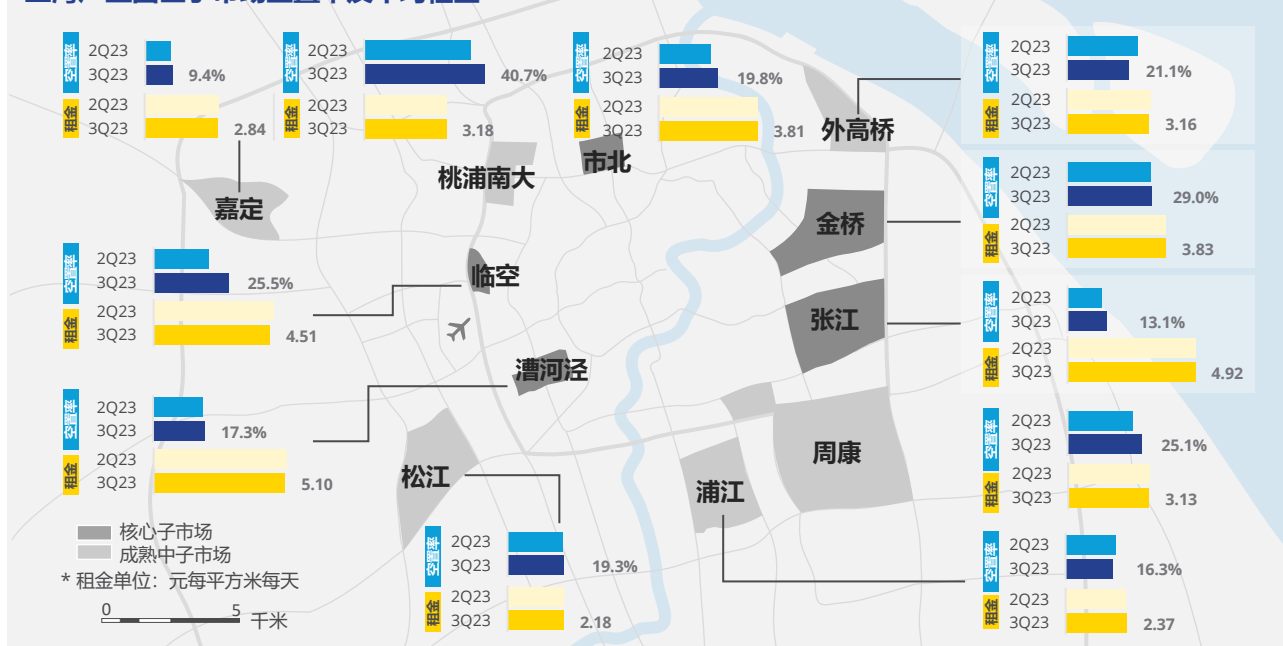 2Q23
3Q23
9.4%
2Q23
3Q23
2.84
空置率
租金
2Q23
3Q23
40.7%
2Q23
3Q23
3.18
空置率
租金
2Q23
3Q23
19.8%
2Q23
3Q23
3.81
空置率
租金
2Q23
3Q23
21.1%
2Q23
3Q23
3.16
空置率
租金
外高桥
市北
桃浦南大
嘉定
空置率
租金
2Q23
3Q23
29.0%
2Q23
3Q23
3.83
金桥
空置率
租金
2Q23
3Q23
25.5%
2Q23
3Q23
4.51
临空
空置率
租金
2Q23
3Q23
13.1%
2Q23
3Q23
4.92
张江
漕河泾
空置率
租金
2Q23
3Q23
17.3%
2Q23
3Q23
5.10
空置率
租金
2Q23
3Q23
25.1%
2Q23
3Q23
3.13
周康
松江
浦江
空置率
租金
2Q23
3Q23
19.3%
2Q23
3Q23
2.18
空置率
租金
2Q23
3Q23
16.3%
2Q23
3Q23
2.37
核心子市场
成熟中子市场
* 租金单位：元每平方米每天
0 5 千米